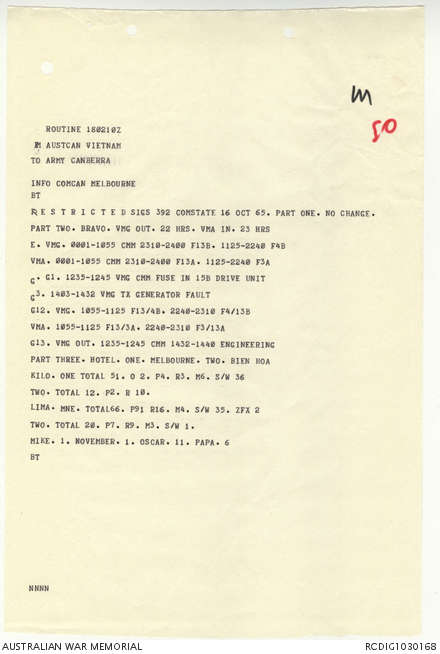 m
50
ROUTINE 180210Z
FM AUSTCAN VIETNAM
TO ARMY CANBERRA
INFO COMCAN MELBOURNE
BT
R E S T R I C T E D SIGS 392 COMSTATE 16 OCT 65. PART ONE. NO CHANGE.
PART TWO. BRAVO. VMG OUT. 22 HRS. VMA IN. 23 HRS
E. VMG. 0001-1055 CMM 2310-2400 F13B. 1125-2240 F4B
VMA. 0001-1055 CMM 2310-2400 F13A. 1125-2240 F3A
G. G1. 1235-1245 VMG CMM FUSE IN 15B DRIVE UNIT
G3. 1403-1432 VMG TX GENERATOR FAULT
G12. VMG. 1055-1125 F13/4B. 2240-2310 F4/13B
VMA. 1055-1125 F13/3A. 2240-2310 F3/13A
G13. VMG OUT. 1235-1245 CMM 1432-1440 ENGINEERING
PART THREE. HOTEL. ONE. MELBOURNE. TWO. BIEN HOA
KILO. ONE TOTAL 51. O 2. P4. R3. M6. S/W 36
TWO. TOTAL 12. P2. R 10.
LIMA. MNE. TOTAL66. P91 R16. M4. S/W 35. ZFX 2
TWO. TOTAL 20. P7. R9. M3. S/W 1.
MIKE. 1. NOVEMBER. 1. OSCAR. 11. PAPA. 6
BT
NNNN
AUSTRALIAN WAR MEMORIAL
RCDIG1030168